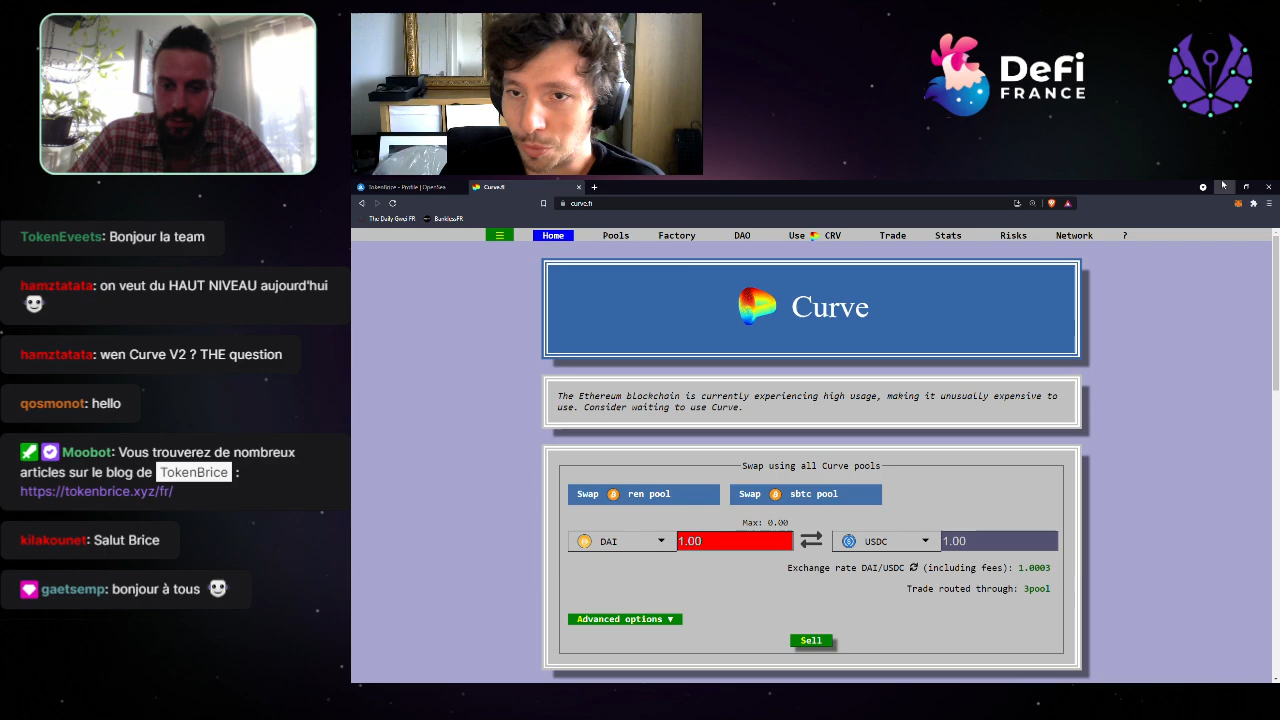 DeFi
FRANCE
TokenBrice - Profile | OpenSea
Curve.fi
curve.fi
The Daily Gwei FR
BanklessFR
Home
Pools
Factory
DAO
Use CRV
Trade
Stats
Risks
Network
?
Curve
The Ethereum blockchain is currently experiencing high usage, making it unusually expensive to
use. Consider waiting to use Curve.
Swap using all Curve pools
Swap ren pool
Swap sbtc pool
Max: 0.00
DAI
1.00
USDC
1.00
Exchange rate DAI/USDC (including fees): 1.0003
Trade routed through: 3pool
Advanced options ▼
Sell
TokenEveets: Bonjour la team
hamztatata: on veut du HAUT NIVEAU aujourd'hui
hamztatata: wen Curve V2 ? THE question
qosmonot: hello
Moobot: Vous trouverez de nombreux
articles sur le blog de TokenBrice :
https://tokenbrice.xyz/fr/
kilakounet: Salut Brice
gaetsemp: bonjour à tous